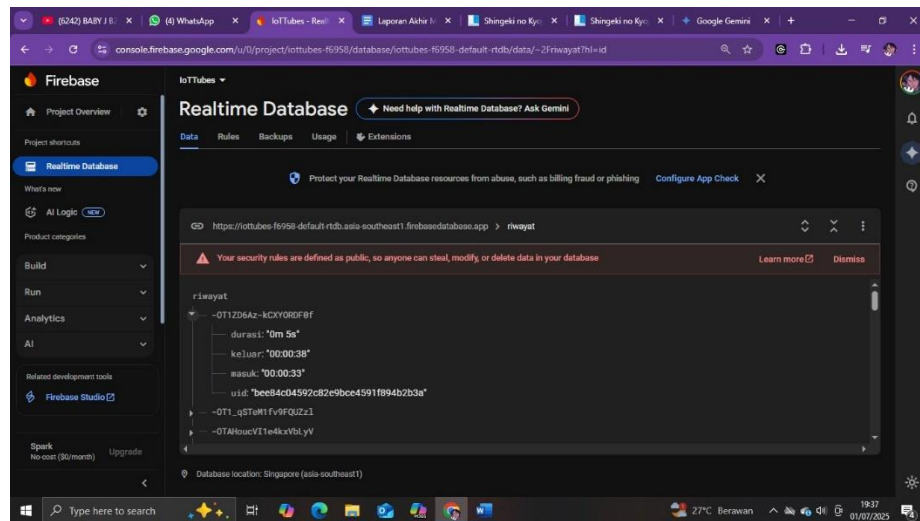 (6242) BABY J B
(4) WhatsApp
IoTTubes - Real
Laporan Akhir M
Shingeki no Kyo
Shingeki no Kyo
Google Gemini
console.firebase.google.com/u/0/project/iottubes-f6958/database/iottubes-f6958-default-rtdb/data/~2Friwayat?hl=id
Firebase
Project Overview
Project shortcuts
Realtime Database
What's new
AI Logic NEW
Product categories
Build
Run
Analytics
AI
Related development tools
Firebase Studio
Spark
No-cost ($0/month)
Upgrade
IoTTubes
Realtime Database
Need help with Realtime Database? Ask Gemini
Data Rules Backups Usage Extensions
Protect your Realtime Database resources from abuse, such as billing fraud or phishing Configure App Check
https://iottubes-f6958-default-rtdb.asia-southeast1.firebasedatabase.app > riwayat
Your security rules are defined as public, so anyone can steal, modify, or delete data in your database Learn more Dismiss
riwayat
-OT1ZD6Az-kCXYORDF0f
durasi: "0m 5s"
keluar: "00:00:38"
masuk: "00:00:33"
uid: "bee84c04592c82e9bce4591f894b2b3a"
-OT1_qSTeM1fv9FQUZzl
-OTAHoucVI1e4kxVbLyV
Database location: Singapore (asia-southeast1)
Type here to search
27°C Berawan
19:37
01/07/2025